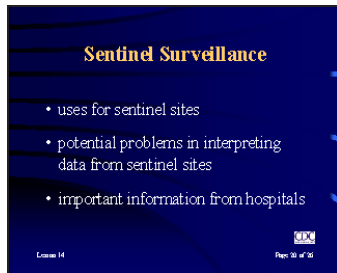 Sentinel Surveillance
• uses for sentinel sites
• potential problems in interpreting
data from sentinel sites
• important information from hospitals
CDC
Lesson 14